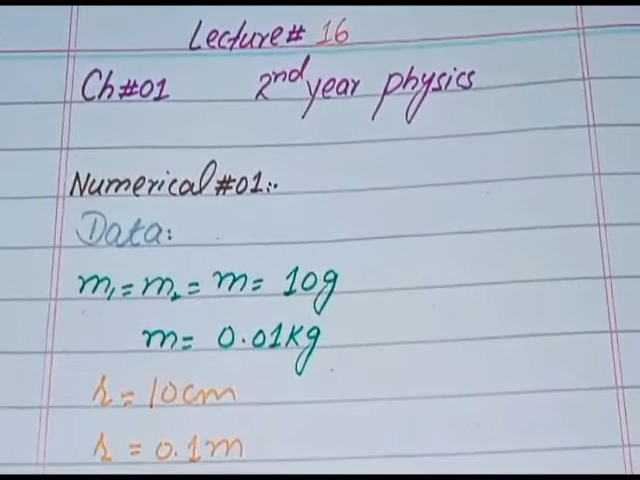 Lecture# 16
Ch#01 2nd year physics
Numerical#01:.
Data:
m₁=m₂=m= 10g
m= 0.01Kg
r=10cm
r = 0.1m